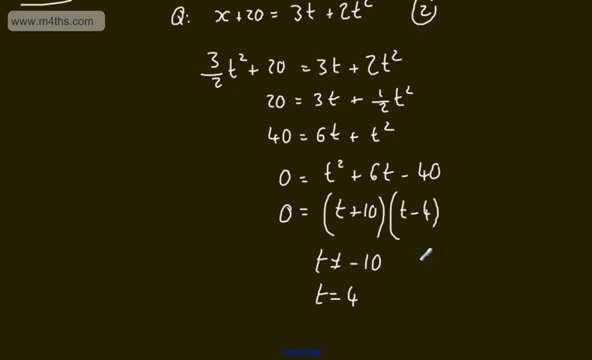 www.m4ths.com
Q: x+20 = 3t + 2t² (2)
3/2 t² + 20 = 3t + 2t²
20 = 3t + 1/2 t²
40 = 6t + t²
0 = t² + 6t - 40
0 = (t+10)(t-4)
t ≠ -10
t = 4